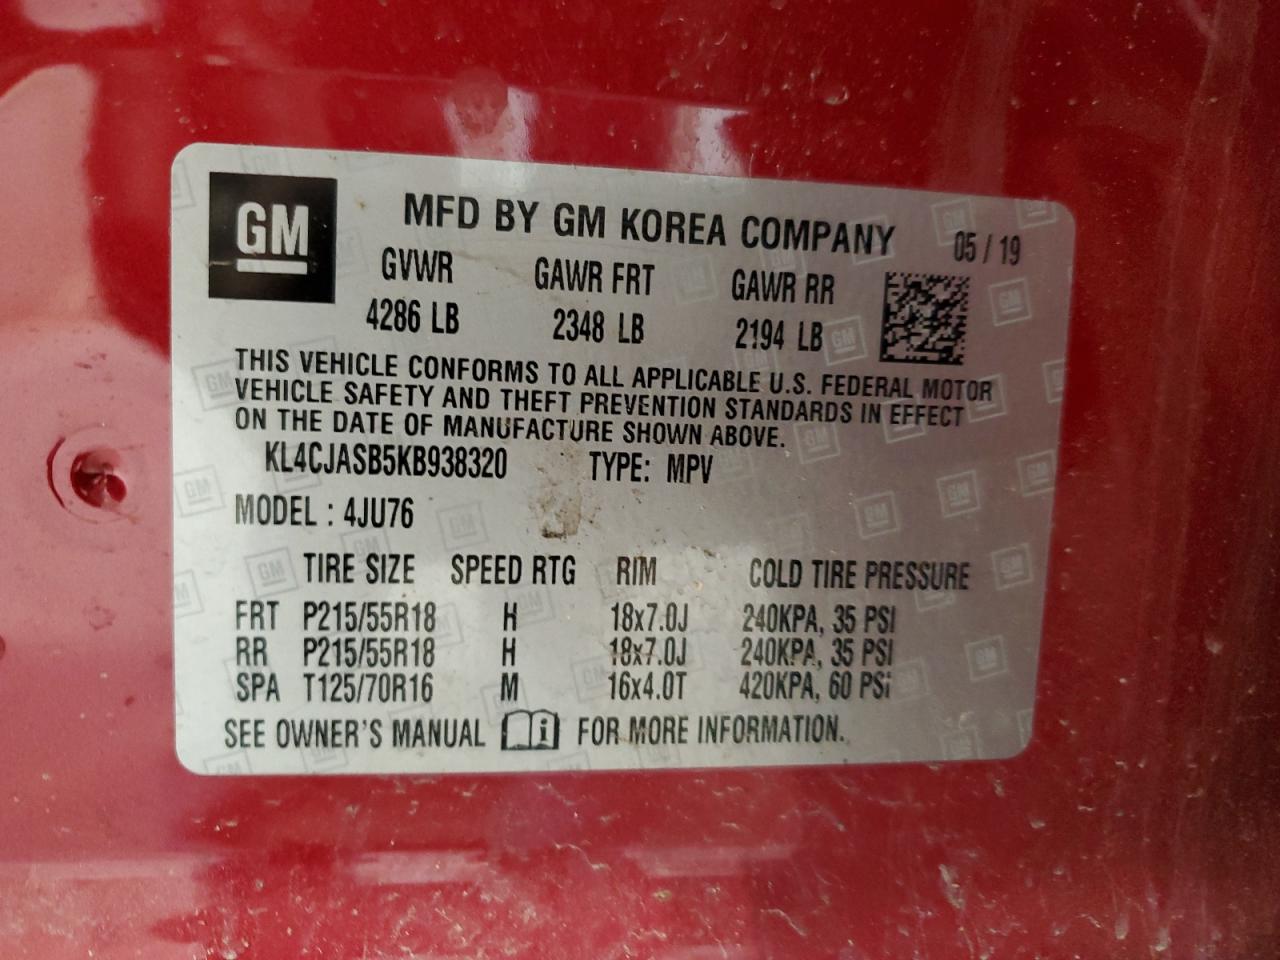 GM
MFD BY GM KOREA COMPANY 05 / 19
GVWR GAWR FRT GAWR RR
4286 LB 2348 LB 2194 LB
THIS VEHICLE CONFORMS TO ALL APPLICABLE U.S. FEDERAL MOTOR
VEHICLE SAFETY AND THEFT PREVENTION STANDARDS IN EFFECT
ON THE DATE OF MANUFACTURE SHOWN ABOVE.
KL4CJASB5KB938320 TYPE: MPV
MODEL : 4JU76
TIRE SIZE SPEED RTG RIM COLD TIRE PRESSURE
FRT P215/55R18 H 18x7.0J 240KPA, 35 PSI
RR P215/55R18 H 18x7.0J 240KPA, 35 PSI
SPA T125/70R16 M 16x4.0T 420KPA, 60 PSi
SEE OWNER'S MANUAL FOR MORE INFORMATION.